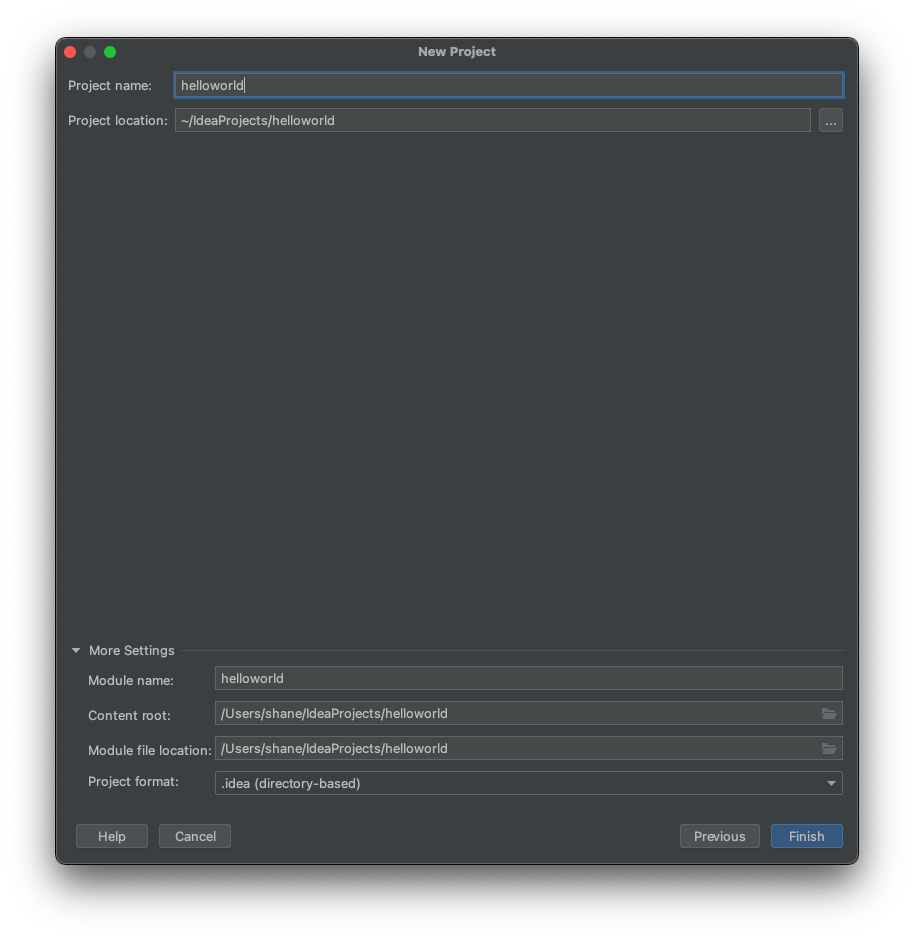 New Project
Project name: helloworld
Project location: ~/IdeaProjects/helloworld ...
More Settings
Module name: helloworld
Content root: /Users/shane/IdeaProjects/helloworld
Module file location: /Users/shane/IdeaProjects/helloworld
Project format: .idea (directory-based)
Help Cancel Previous Finish